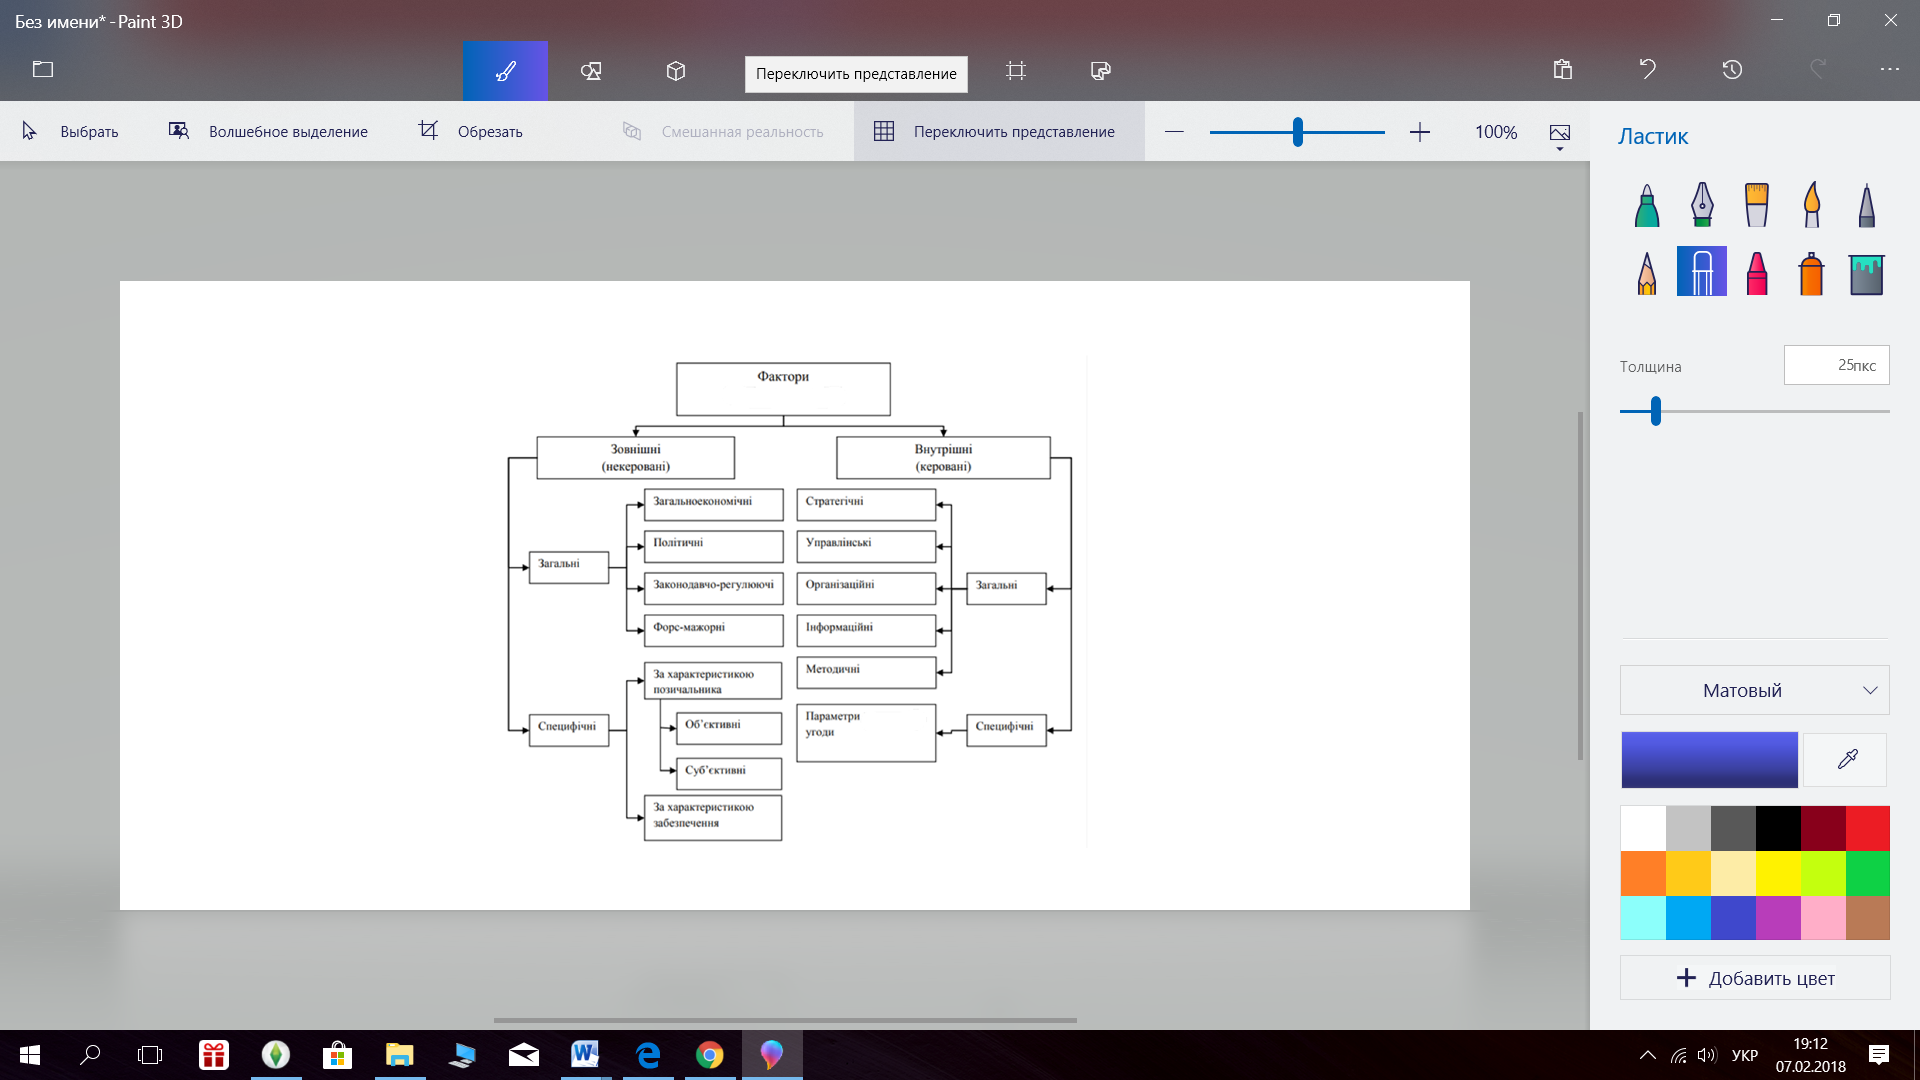 Без имени* - Paint 3D
Переключить представление
Выбрать
Волшебное выделение
Обрезать
Смешанная реальность
Переключить представление
100%
Ластик
Толщина
25пкс
Матовый
Добавить цвет
Фактори
Зовнішні
(некеровані)
Внутрішні
(керовані)
Загальноекономічні
Політичні
Загальні
Законодавчо-регулюючі
Форс-мажорні
За характеристикою
позичальника
Специфічні
Об’єктивні
Суб’єктивні
За характеристикою
забезпечення
Стратегічні
Управлінські
Організаційні
Загальні
Інформаційні
Методичні
Параметри
угоди
Специфічні
УКР
19:12
07.02.2018